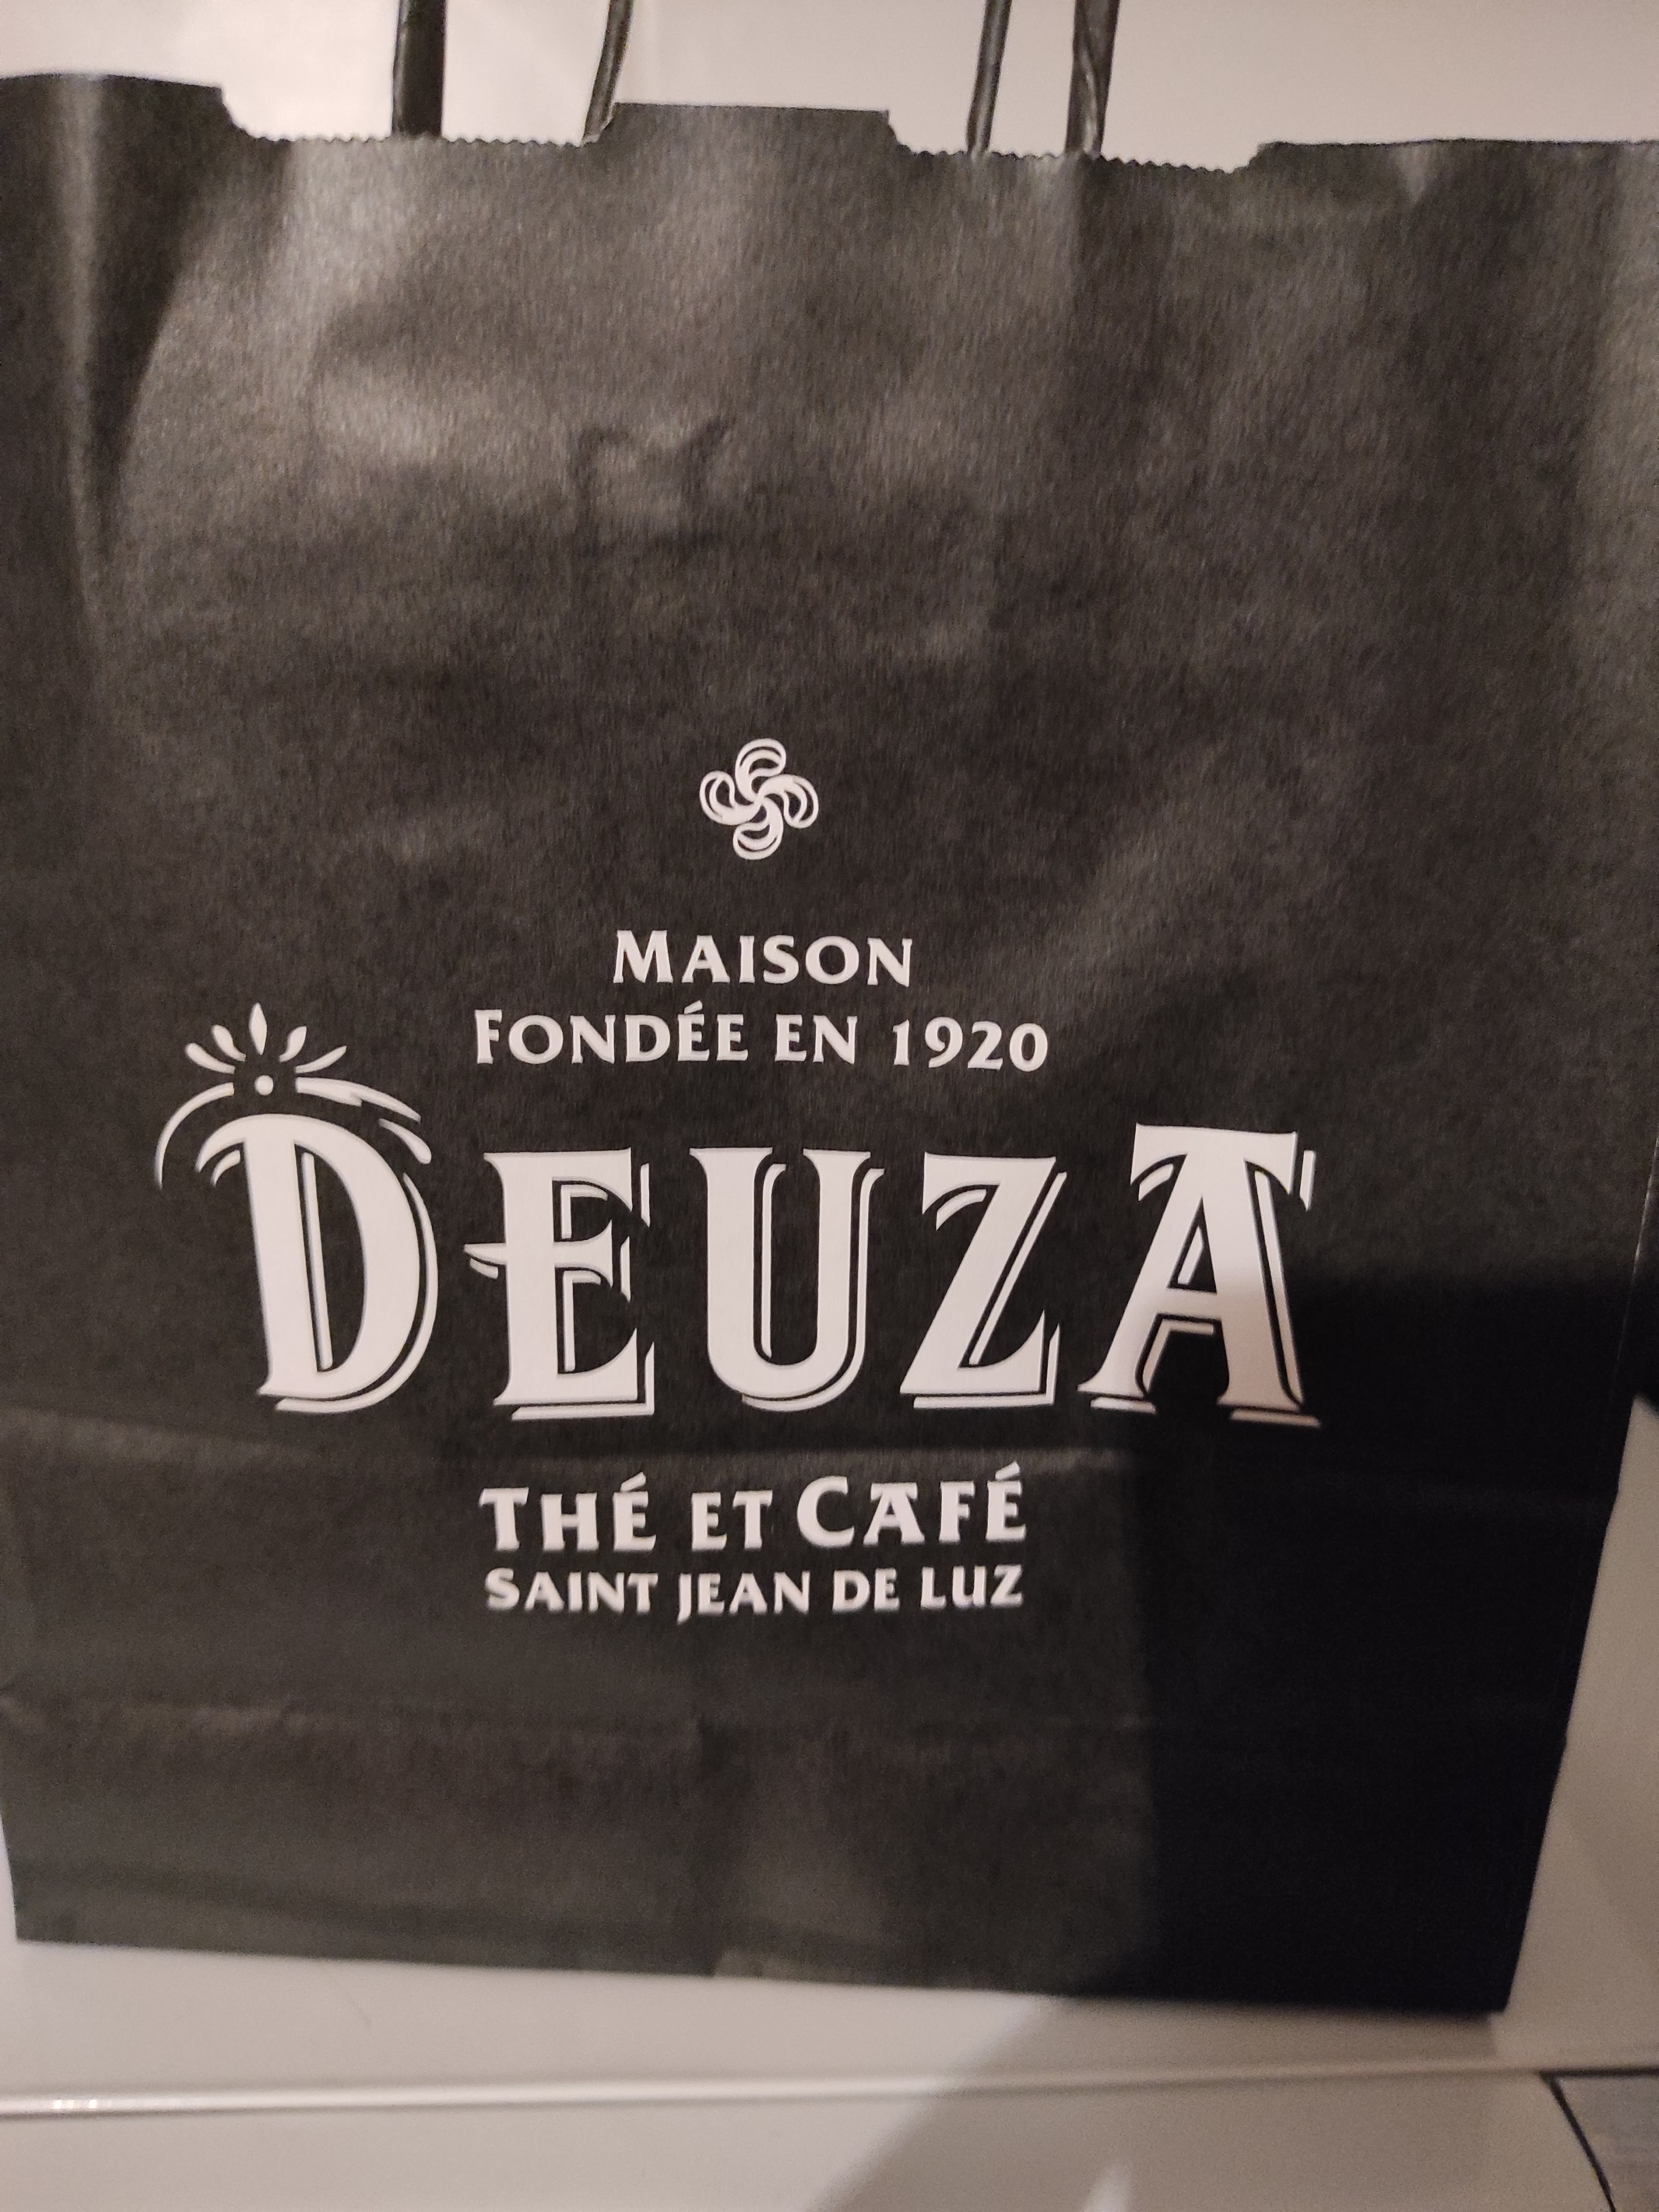 MAISON
FONDÉE EN 1920
DEUZA
THÉ ET CAFÉ
SAINT JEAN DE LUZ